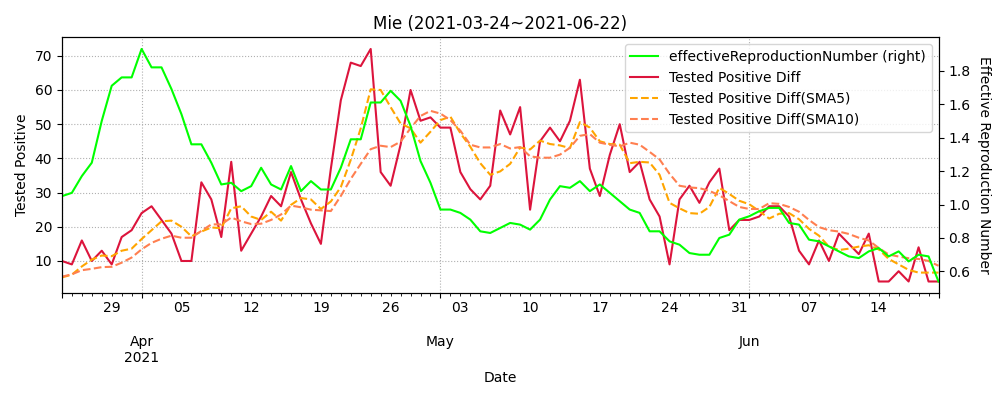 Mie (2021-03-24~2021-06-22)
effectiveReproductionNumber (right)
Tested Positive Diff
Tested Positive Diff(SMA5)
Tested Positive Diff(SMA10)
Tested Positive
70
60
50
40
30
20
10
1.8
1.6
1.4
1.2
1.0
0.8
0.6
Effective Reproduction Number
29 05 12 19 26 03 10 17 24 31 07 14
Apr May Jun
2021
Date